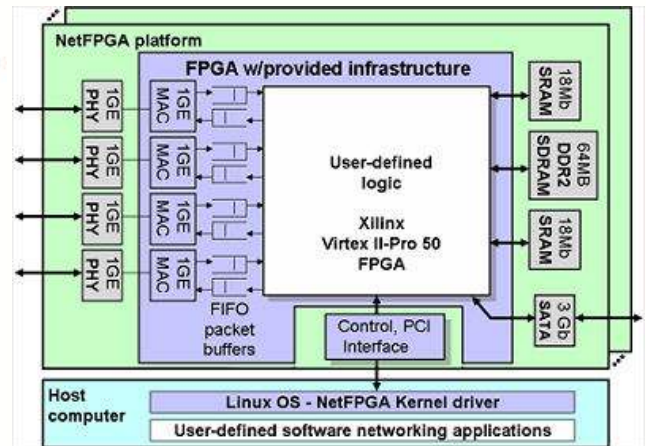 NetFPGA platform
FPGA w/provided infrastructure
1GE
PHY
1GE
MAC
1GE
PHY
1GE
MAC
1GE
PHY
1GE
MAC
1GE
PHY
1GE
MAC
FIFO
packet
buffers
User-defined
logic
Xilinx
Virtex II-Pro 50
FPGA
18Mb
SRAM
64MB
DDR2
SDRAM
18Mb
SRAM
3 Gb
SATA
Control, PCI
Interface
Host
computer
Linux OS - NetFPGA Kernel driver
User-defined software networking applications